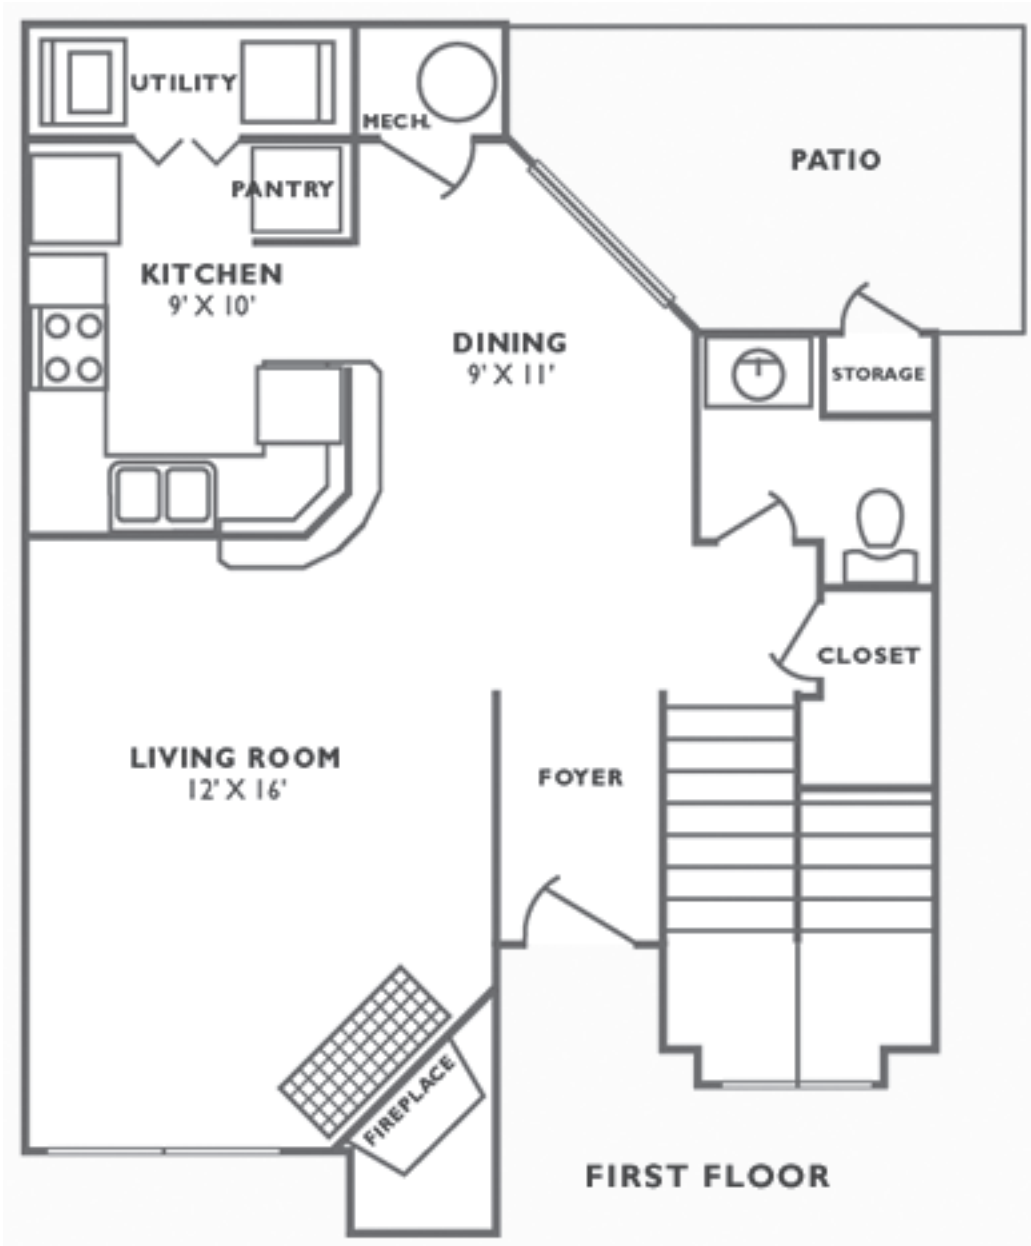 UTILITY
MECH.
PATIO
PANTRY
KITCHEN
9' X 10'
DINING
9' X 11'
STORAGE
CLOSET
LIVING ROOM
12' X 16'
FOYER
FIREPLACE
FIRST FLOOR